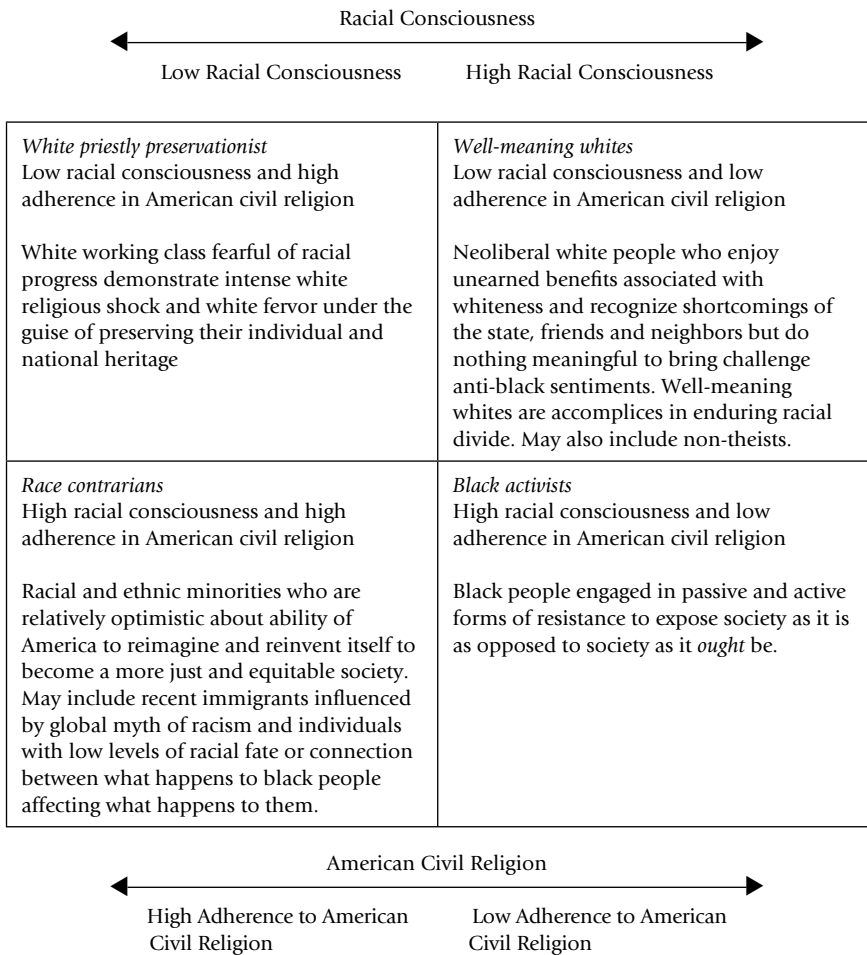 Racial Consciousness
Low Racial Consciousness
High Racial Consciousness
White priestly preservationist
Low racial consciousness and high
adherence in American civil religion
White working class fearful of racial
progress demonstrate intense white
religious shock and white fervor under the
guise of preserving their individual and
national heritage
Well-meaning whites
Low racial consciousness and low
adherence in American civil religion
Neoliberal white people who enjoy
unearned benefits associated with
whiteness and recognize shortcomings of
the state, friends and neighbors but do
nothing meaningful to bring challenge
anti-black sentiments. Well-meaning
whites are accomplices in enduring racial
divide. May also include non-theists.
Race contrarians
High racial consciousness and high
adherence in American civil religion
Racial and ethnic minorities who are
relatively optimistic about ability of
America to reimagine and reinvent itself to
become a more just and equitable society.
May include recent immigrants influenced
by global myth of racism and individuals
with low levels of racial fate or connection
between what happens to black people
affecting what happens to them.
Black activists
High racial consciousness and low
adherence in American civil religion
Black people engaged in passive and active
forms of resistance to expose society as it is
as opposed to society as it ought be.
American Civil Religion
High Adherence to American
Civil Religion
Low Adherence to American
Civil Religion